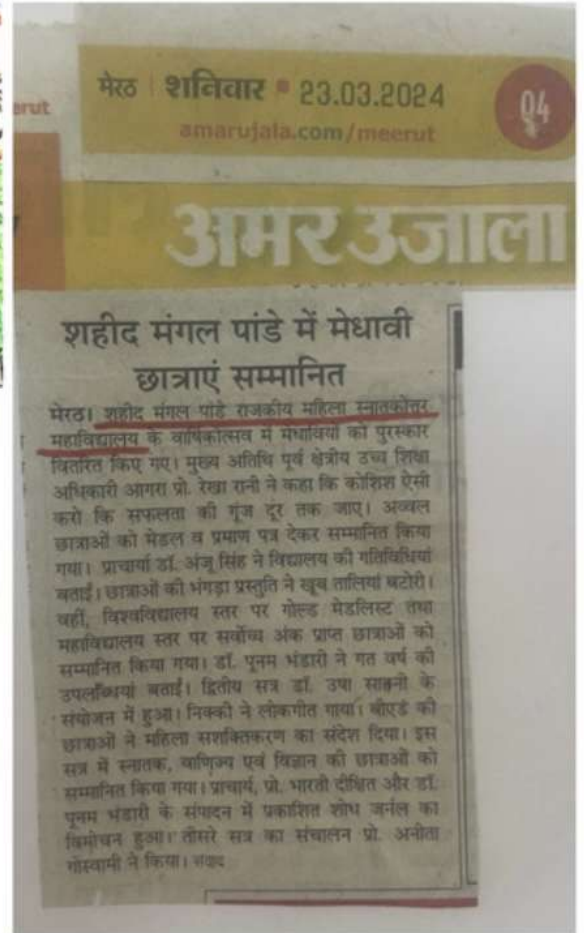 erut
मेरठ | शनिवार • 23.03.2024
04
amarujala.com/meerut
अमर उजाला
शहीद मंगल पांडे में मेधावी
छात्राएं सम्मानित
मेरठ। शहीद मंगल पांडे राजकीय महिला स्नातकोत्तर
महाविद्यालय के वार्षिकोत्सव में मेधावियों को पुरस्कार
वितरित किए गए। मुख्य अतिथि पूर्व क्षेत्रीय उच्च शिक्षा
अधिकारी आगरा प्रो. रेखा रानी ने कहा कि कोशिश ऐसी
करो कि सफलता की गूंज दूर तक जाए। अव्वल
छात्राओं को मेडल व प्रमाण पत्र देकर सम्मानित किया
गया। प्राचार्या डॉ. अंजू सिंह ने विद्यालय की गतिविधियां
बताईं। छात्राओं की भंगड़ा प्रस्तुति ने खूब तालियां बटोरी।
वहीं, विश्वविद्यालय स्तर पर गोल्ड मेडलिस्ट तथा
महाविद्यालय स्तर पर सर्वोच्च अंक प्राप्त छात्राओं को
सम्मानित किया गया। डॉ. पूनम भंडारी ने गत वर्ष की
उपलब्धियां बताईं। द्वितीय सत्र डॉ. उषा साहनी के
संयोजन में हुआ। निक्की ने लोकगीत गाया। बीएड की
छात्राओं ने महिला सशक्तिकरण का संदेश दिया। इस
सत्र में स्नातक, वाणिज्य एवं विज्ञान की छात्राओं को
सम्मानित किया गया। प्राचार्य, प्रो. भारती दीक्षित और डॉ.
पूनम भंडारी के संपादन में प्रकाशित शोध जर्नल का
विमोचन हुआ। तीसरे सत्र का संचालन प्रो. अनीता
गोस्वामी ने किया। संवाद